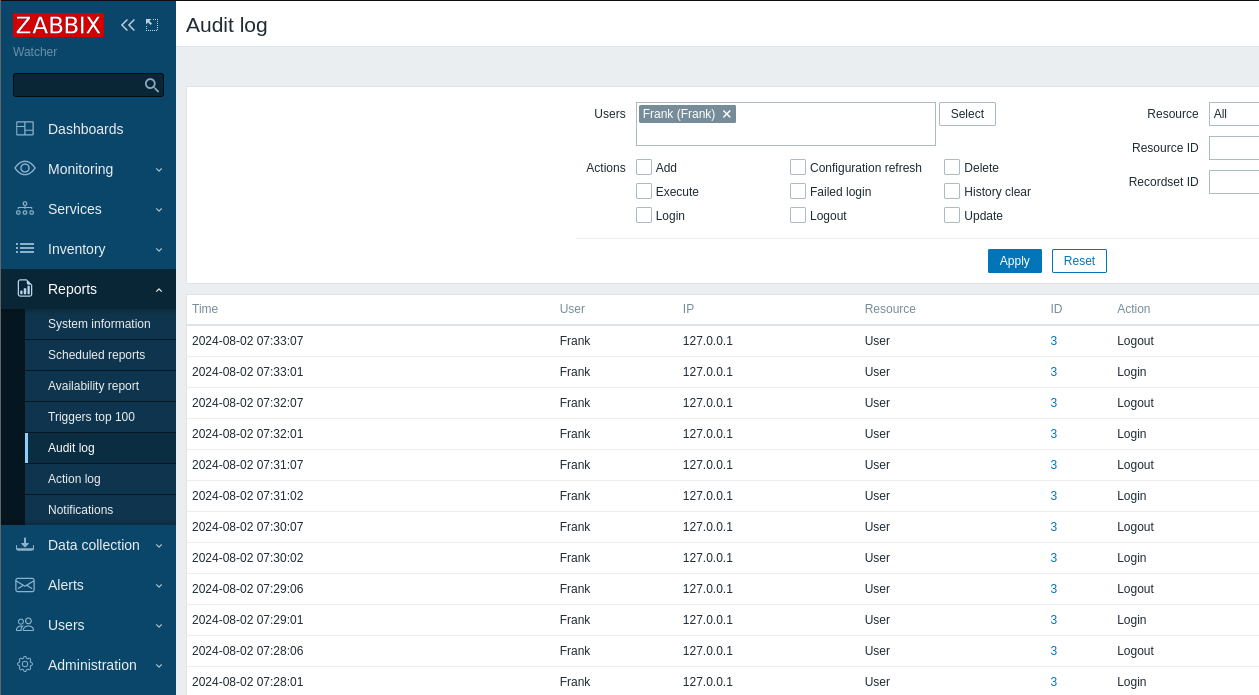 ZABBIX
Watcher
Dashboards
Monitoring
Services
Inventory
Reports
System information
Scheduled reports
Availability report
Triggers top 100
Audit log
Action log
Notifications
Data collection
Alerts
Users
Administration
Audit log
Users Frank (Frank) Select Resource All
Resource ID
Actions Add Configuration refresh Delete
Recordset ID
Execute Failed login History clear
Login Logout Update
Apply Reset
Time User IP Resource ID Action
2024-08-02 07:33:07 Frank 127.0.0.1 User 3 Logout
2024-08-02 07:33:01 Frank 127.0.0.1 User 3 Login
2024-08-02 07:32:07 Frank 127.0.0.1 User 3 Logout
2024-08-02 07:32:01 Frank 127.0.0.1 User 3 Login
2024-08-02 07:31:07 Frank 127.0.0.1 User 3 Logout
2024-08-02 07:31:02 Frank 127.0.0.1 User 3 Login
2024-08-02 07:30:07 Frank 127.0.0.1 User 3 Logout
2024-08-02 07:30:02 Frank 127.0.0.1 User 3 Login
2024-08-02 07:29:06 Frank 127.0.0.1 User 3 Logout
2024-08-02 07:29:01 Frank 127.0.0.1 User 3 Login
2024-08-02 07:28:06 Frank 127.0.0.1 User 3 Logout
2024-08-02 07:28:01 Frank 127.0.0.1 User 3 Login